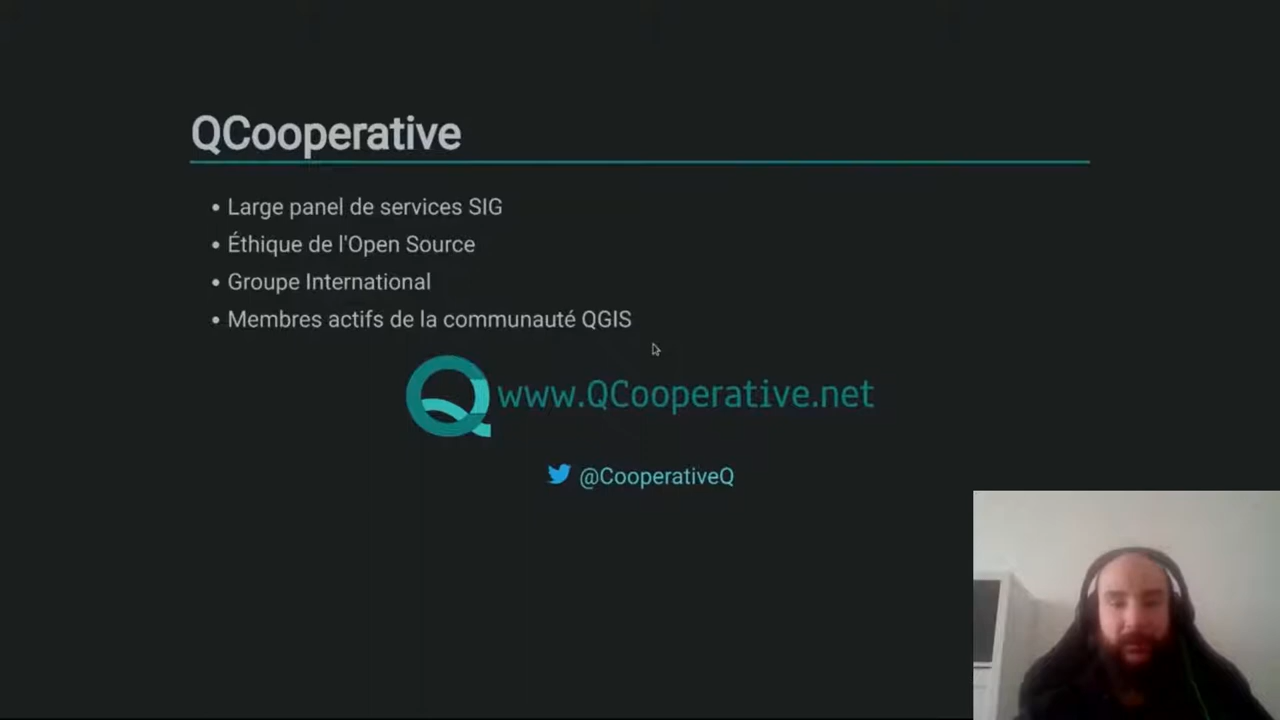 QCooperative
• Large panel de services SIG
• Éthique de l'Open Source
• Groupe International
• Membres actifs de la communauté QGIS
www.QCooperative.net
@CooperativeQ